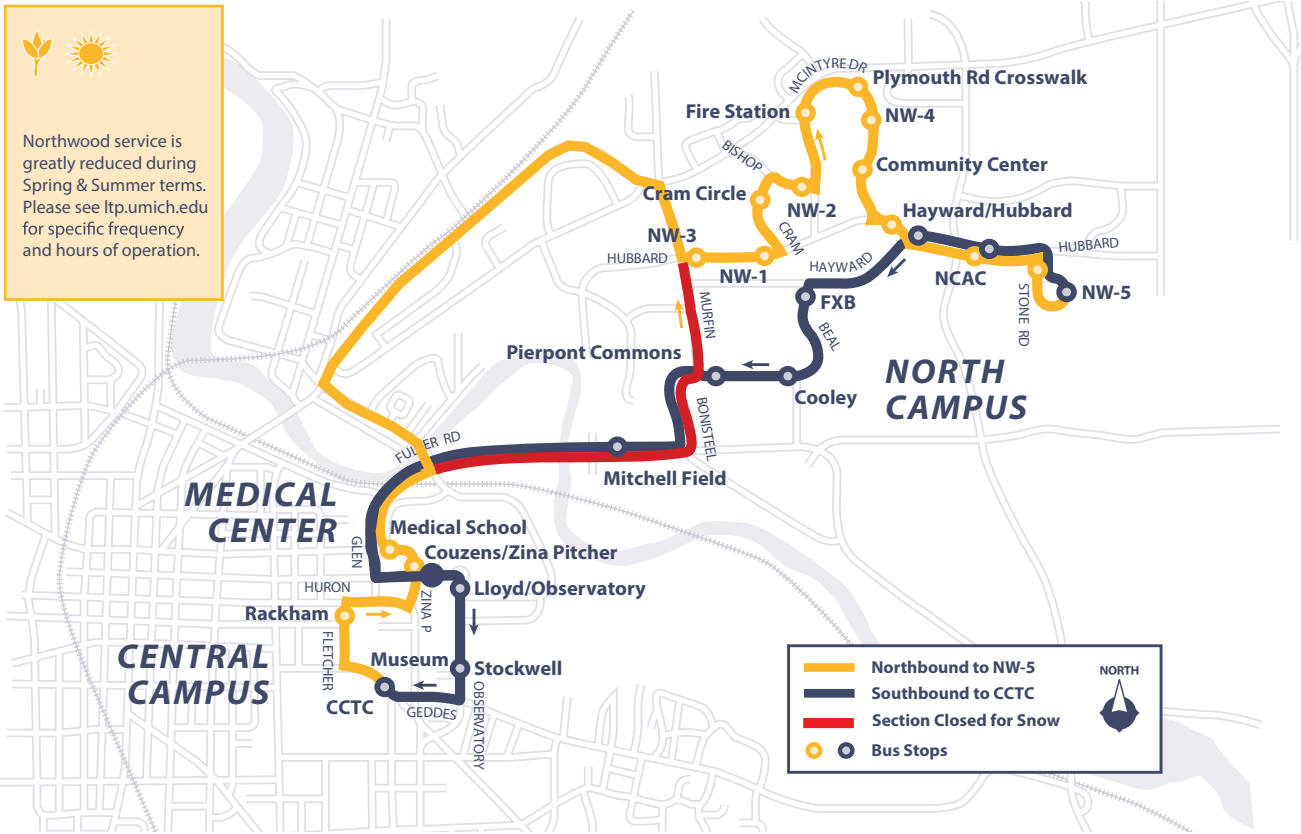 Northwood service is
greatly reduced during
Spring & Summer terms.
Please see ltp.umich.edu
for specific frequency
and hours of operation.
MCINTYRE DR
Plymouth Rd Crosswalk
Fire Station
NW-4
BISHOP
Community Center
Cram Circle
NW-2
Hayward/Hubbard
NW-3
CRAM
HUBBARD
HUBBARD
NW-1
HAYWARD
NCAC
NW-5
MURFIN
FXB
STONE RD
BEAL
Pierpont Commons
NORTH
CAMPUS
Cooley
BONISTEEL
FULLER RD
Mitchell Field
MEDICAL
CENTER
Medical School
GLEN
Couzens/Zina Pitcher
HURON
Lloyd/Observatory
ZINA P
Rackham
FLETCHER
CENTRAL
CAMPUS
Museum
Stockwell
CCTC
GEDDES
OBSERVATORY
Northbound to NW-5
Southbound to CCTC
Section Closed for Snow
Bus Stops
NORTH